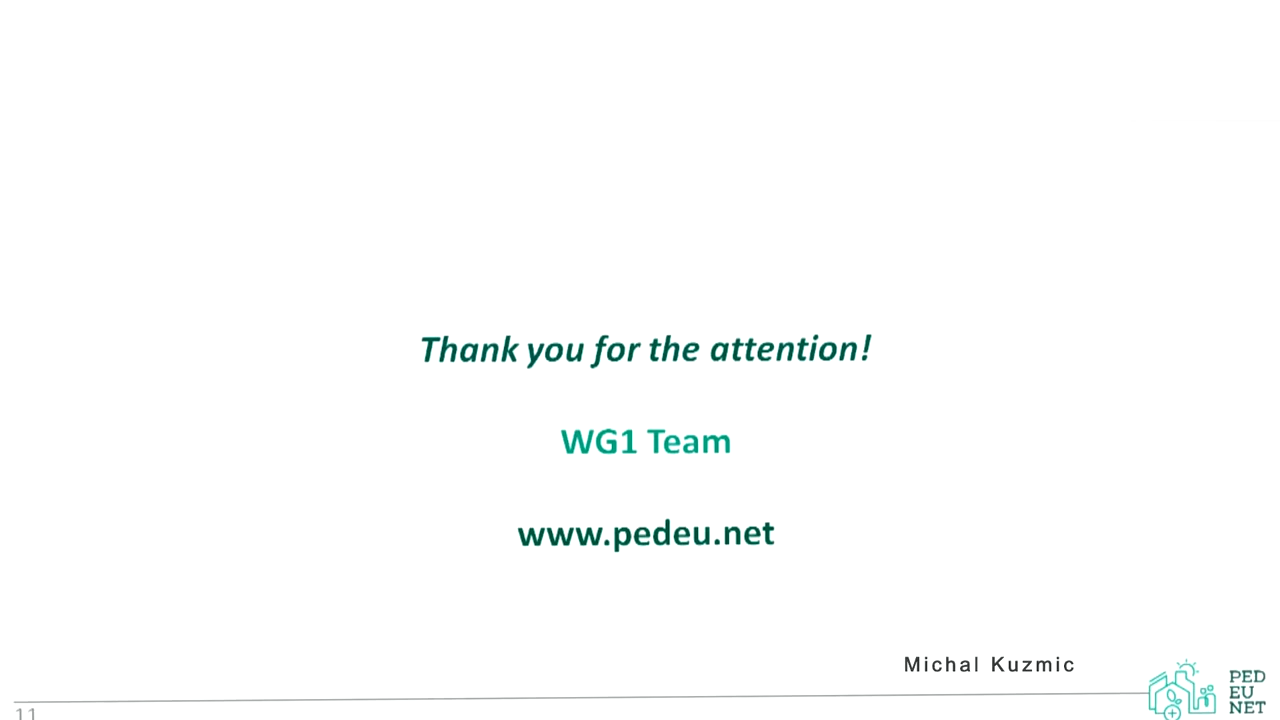 Thank you for the attention!
WG1 Team
www.pedeu.net
Michal Kuzmic
PED
EU
NET
11